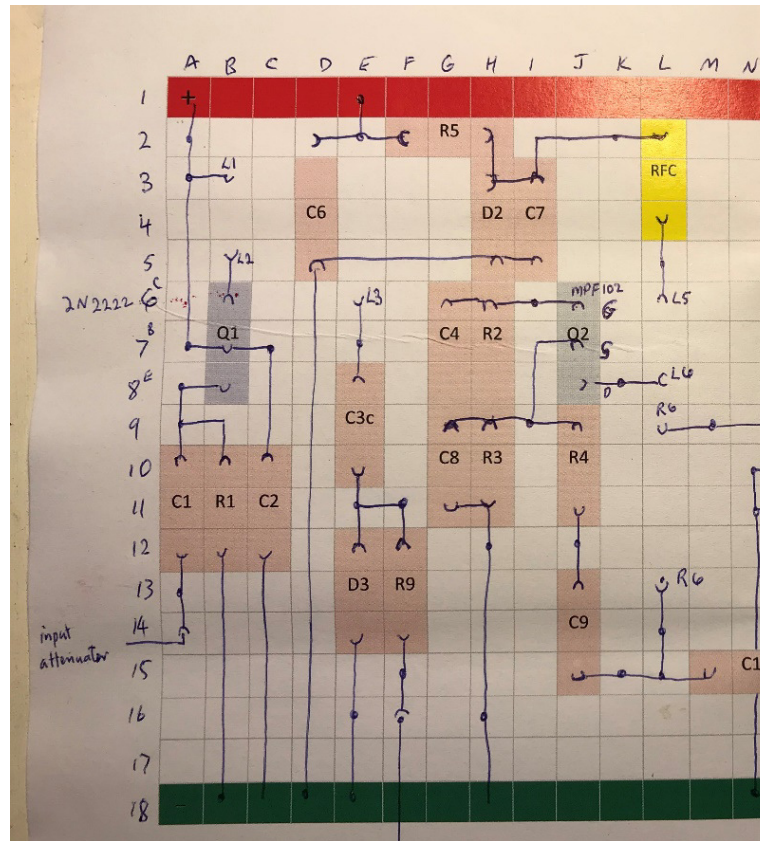 A B C D E F G H I J K L M N
1 +
2 R5
3 L1 RFC
4 C6 D2 C7
5 L2
2N2222 6 C L3 MPF102 G L5
7 B Q1 C4 R2 Q2 S
8 E D L6
9 C3c R6
10 C8 R3 R4
11 C1 R1 C2
12
13 D3 R9 R6
14 C9
input
attenuator
15 C1
16
17
18 -